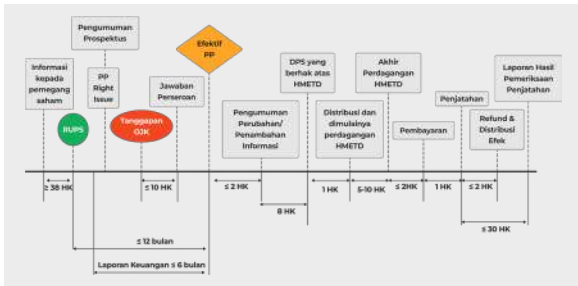 Pengumuman
Prospektus
Informasi
kepada
pemegang
saham
RUPS
PP
Right
Issue
Tanggapan
OJK
Jawaban
Perseroan
Efektif
PP
Pengumuman
Perubahan/
Penambahan
Informasi
DPS yang
berhak atas
HMETD
Distribusi dan
dimulainya
perdagangan
HMETD
Akhir
Perdagangan
HMETD
Pembayaran
Penjatahan
Refund &
Distribusi
Efek
Laporan Hasil
Pemeriksaan
Penjatahan
≥ 38 HK
≤ 10 HK
≤ 2 HK
8 HK
1 HK
5-10 HK
≤ 2HK
1 HK
≤ 2 HK
≤ 30 HK
≤ 12 bulan
Laporan Keuangan ≤ 6 bulan